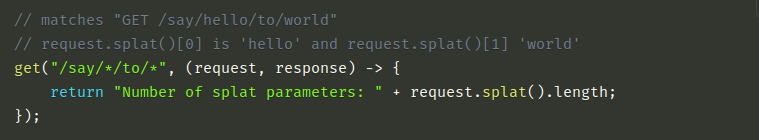 // matches "GET /say/hello/to/world"
// request.splat()[0] is 'hello' and request.splat()[1] 'world'
get("/say/*/to/*", (request, response) -> {
    return "Number of splat parameters: " + request.splat().length;
});